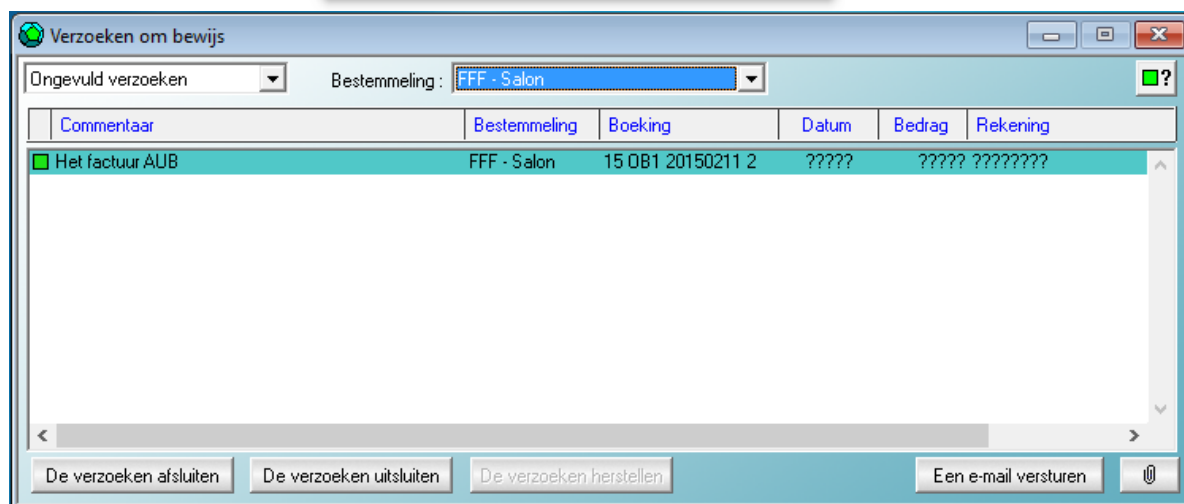 Verzoeken om bewijs
Ongevuld verzoeken Bestemmeling : FFF - Salon ?
Commentaar Bestemmeling Boeking Datum Bedrag Rekening
Het factuur AUB FFF - Salon 15 OB1 20150211 2 ????? ????? ????????
De verzoeken afsluiten De verzoeken uitsluiten De verzoeken herstellen Een e-mail versturen